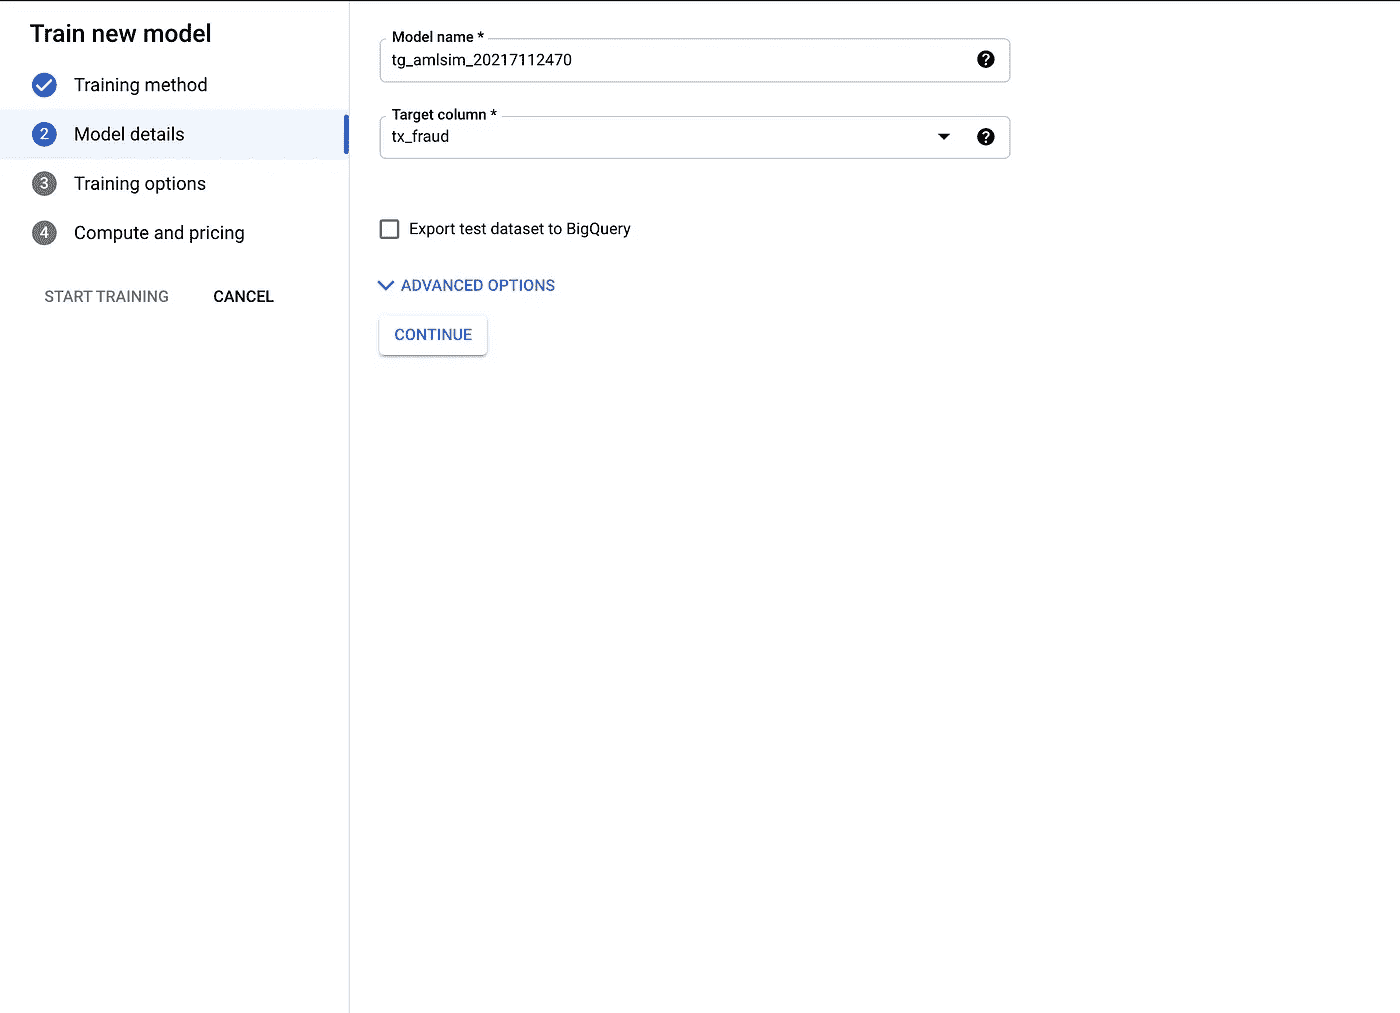 Train new model
Training method
2 Model details
3 Training options
4 Compute and pricing
START TRAINING CANCEL
Model name *
tg_amlsim_20217112470
Target column *
tx_fraud
Export test dataset to BigQuery
ADVANCED OPTIONS
CONTINUE